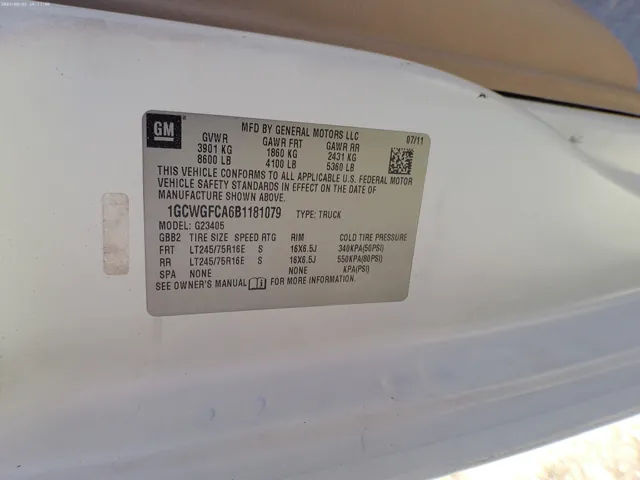 GM
MFD BY GENERAL MOTORS LLC 07/11
GVWR GAWR FRT GAWR RR
3901 KG 1860 KG 2431 KG
8600 LB 4100 LB 5360 LB
THIS VEHICLE CONFORMS TO ALL APPLICABLE U.S. FEDERAL MOTOR
VEHICLE SAFETY STANDARDS IN EFFECT ON THE DATE OF
MANUFACTURE SHOWN ABOVE.
1GCWGFCA6B1181079 TYPE: TRUCK
MODEL: G23405
GBB2 TIRE SIZE SPEED RTG RIM COLD TIRE PRESSURE
FRT LT245/75R16E S 16X6.5J 340KPA(50PSI)
RR LT245/75R16E S 16X6.5J 550KPA(80PSI)
SPA NONE NONE KPA(PSI)
SEE OWNER'S MANUAL FOR MORE INFORMATION.